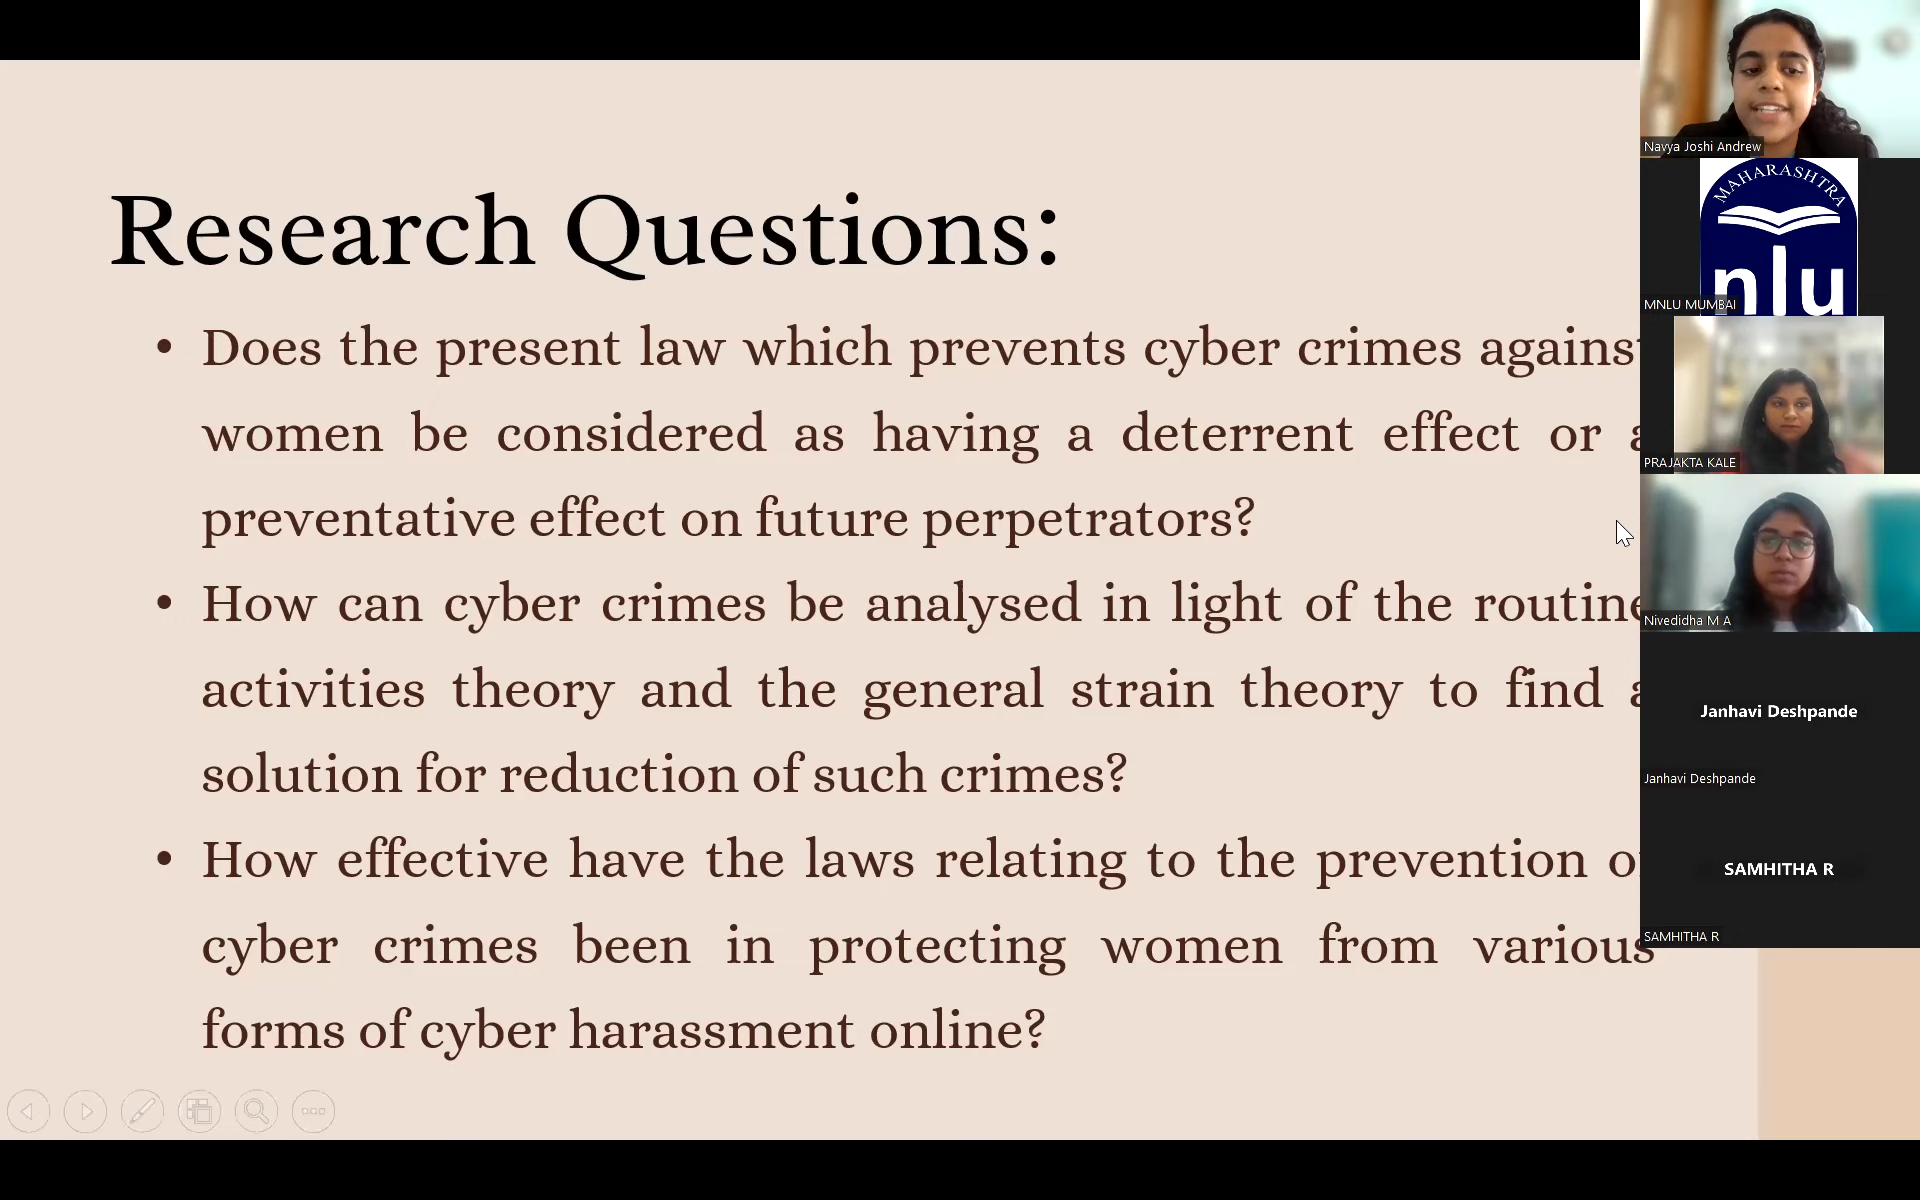 Research Questions:
• Does the present law which prevents cyber crimes against
women be considered as having a deterrent effect or a
preventative effect on future perpetrators?
• How can cyber crimes be analysed in light of the routine
activities theory and the general strain theory to find a
solution for reduction of such crimes?
• How effective have the laws relating to the prevention of
cyber crimes been in protecting women from various
forms of cyber harassment online?
Navya Joshi Andrew
MAHARASHTRA
nlu
MNLU MUMBAI
PRAJAKTA KALE
Nivedidha M A
Janhavi Deshpande
Janhavi Deshpande
SAMHITHA R
SAMHITHA R